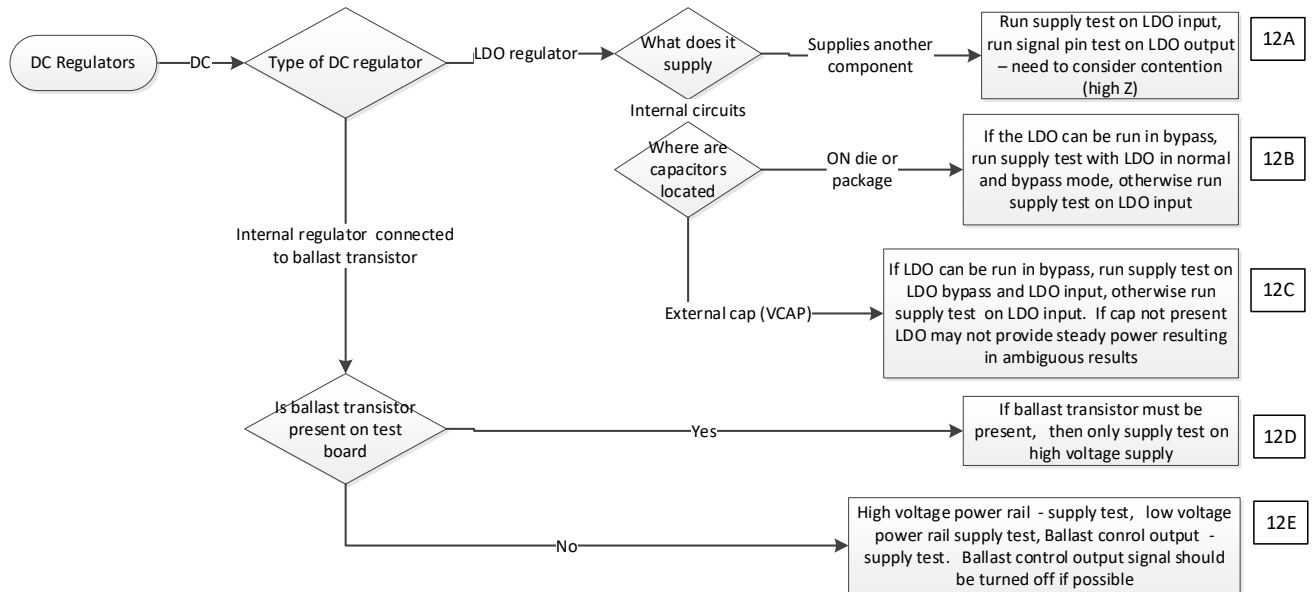 DC Regulators
DC
Type of DC regulator
LDO regulator
What does it
supply
Supplies another
component
Run supply test on LDO input,
run signal pin test on LDO output
– need to consider contention
(high Z)
12A
Internal circuits
Where are
capacitors
located
ON die or
package
If the LDO can be run in bypass,
run supply test with LDO in normal
and bypass mode, otherwise run
supply test on LDO input
12B
Internal regulator connected
to ballast transistor
External cap (VCAP)
If LDO can be run in bypass, run supply test on
LDO bypass and LDO input, otherwise run
supply test on LDO input. If cap not present
LDO may not provide steady power resulting
in ambiguous results
12C
Is ballast transistor
present on test
board
Yes
If ballast transistor must be
present, then only supply test on
high voltage supply
12D
No
High voltage power rail - supply test, low voltage
power rail supply test, Ballast conrol output -
supply test. Ballast control output signal should
be turned off if possible
12E